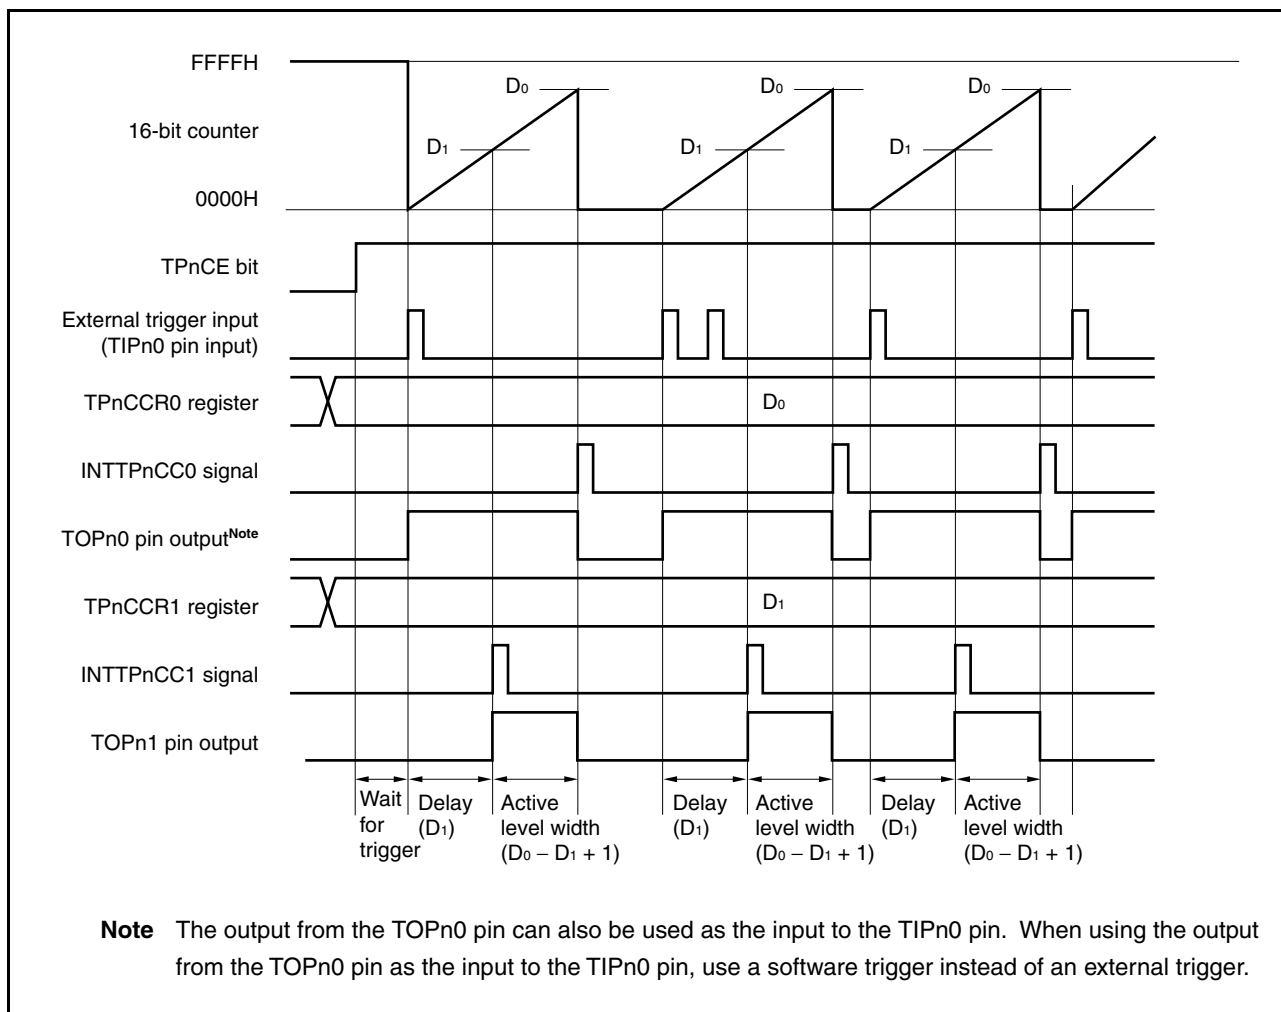 FFFFH
D0 D0 D0
16-bit counter
D1 D1 D1
0000H
TPnCE bit
External trigger input
(TIPn0 pin input)
TPnCCR0 register
D0
INTTPnCC0 signal
TOPn0 pin outputNote
TPnCCR1 register
D1
INTTPnCC1 signal
TOPn1 pin output
Wait
for
trigger
Delay
(D1)
Active
level width
(D0 – D1 + 1)
Delay
(D1)
Active
level width
(D0 – D1 + 1)
Delay
(D1)
Active
level width
(D0 – D1 + 1)
Note The output from the TOPn0 pin can also be used as the input to the TIPn0 pin. When using the output
from the TOPn0 pin as the input to the TIPn0 pin, use a software trigger instead of an external trigger.